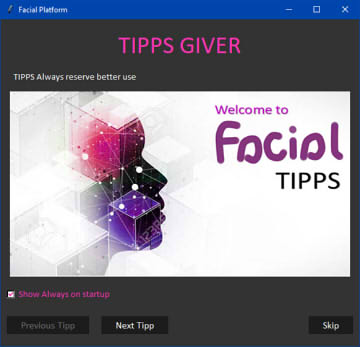 Facial Platform
TIPPS GIVER
TIPPS Always reserve better use
Welcome to
Facial
TIPPS
Show Always on startup
Previous Tipp
Next Tipp
Skip